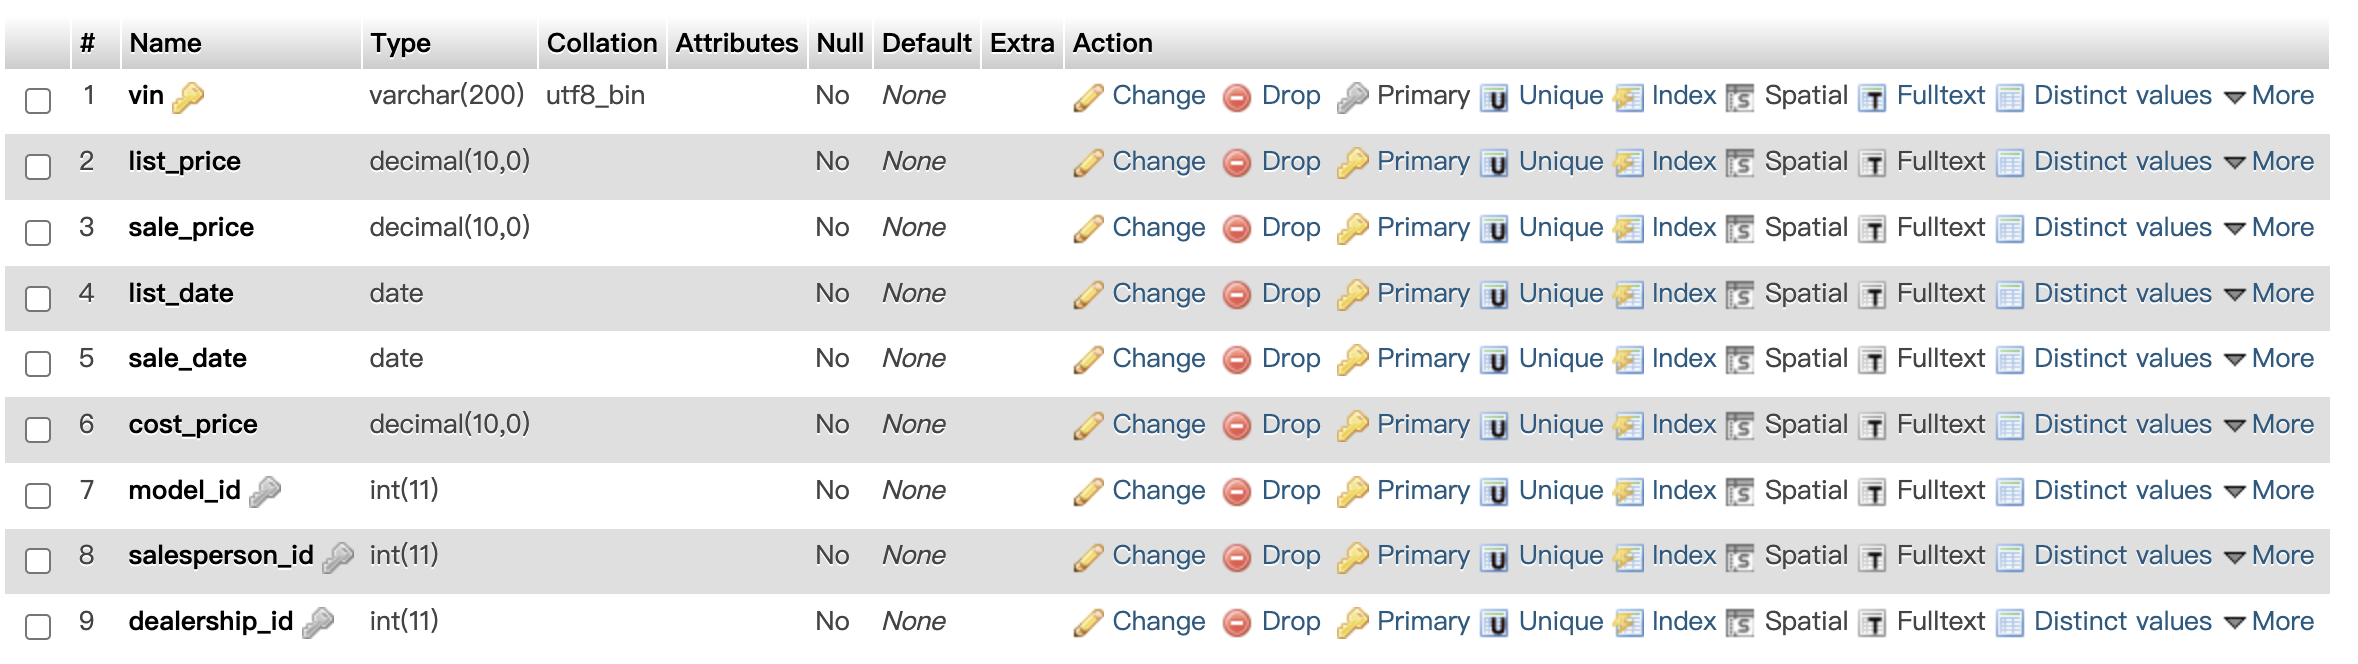 # Name Type Collation Attributes Null Default Extra Action
1 vin varchar(200) utf8_bin No None Change Drop Primary Unique Index Spatial Fulltext Distinct values More
2 list_price decimal(10,0) No None Change Drop Primary Unique Index Spatial Fulltext Distinct values More
3 sale_price decimal(10,0) No None Change Drop Primary Unique Index Spatial Fulltext Distinct values More
4 list_date date No None Change Drop Primary Unique Index Spatial Fulltext Distinct values More
5 sale_date date No None Change Drop Primary Unique Index Spatial Fulltext Distinct values More
6 cost_price decimal(10,0) No None Change Drop Primary Unique Index Spatial Fulltext Distinct values More
7 model_id int(11) No None Change Drop Primary Unique Index Spatial Fulltext Distinct values More
8 salesperson_id int(11) No None Change Drop Primary Unique Index Spatial Fulltext Distinct values More
9 dealership_id int(11) No None Change Drop Primary Unique Index Spatial Fulltext Distinct values More